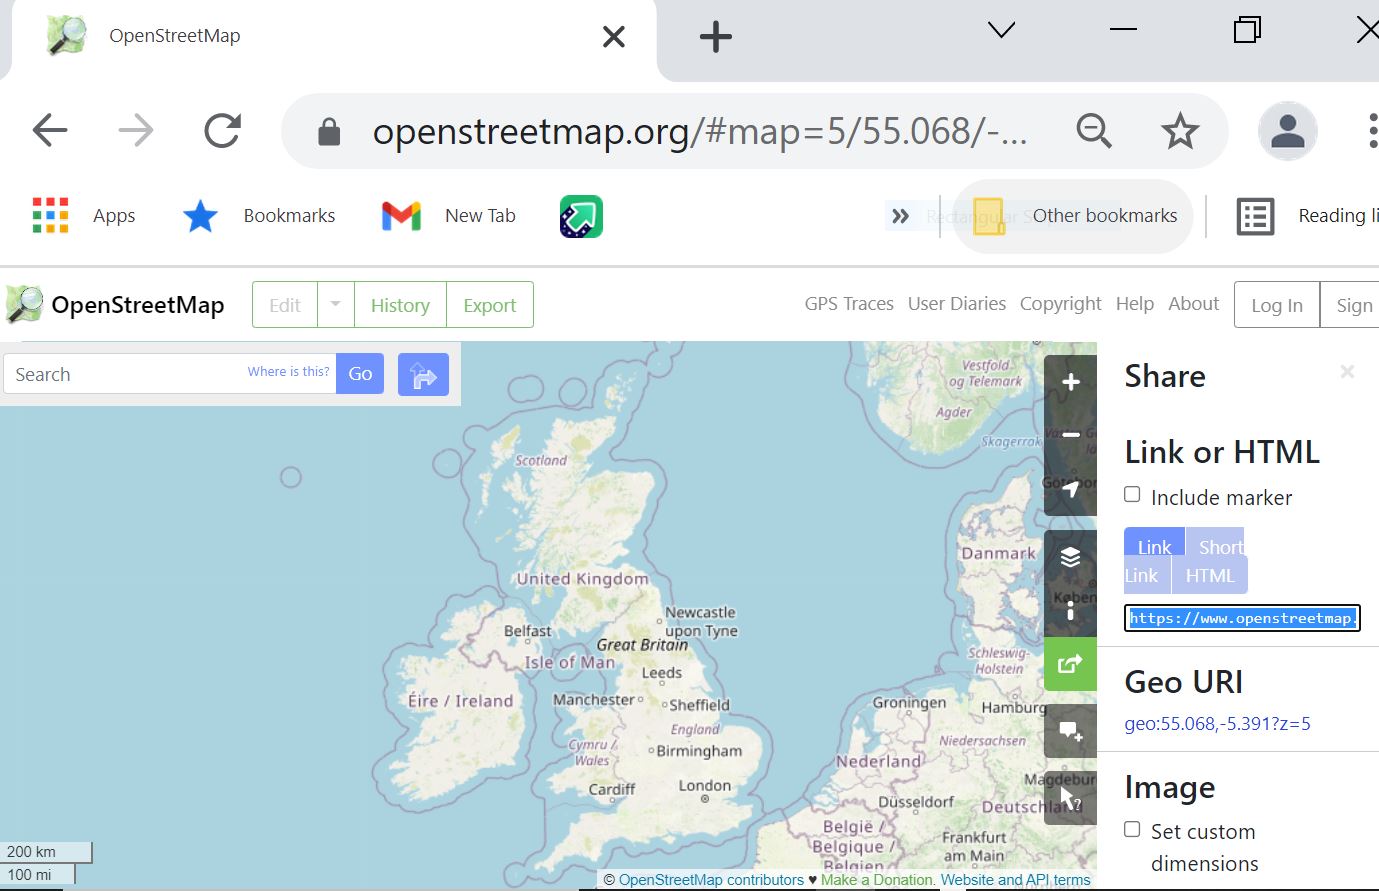 OpenStreetMap
openstreetmap.org/#map=5/55.068/-...
Apps
Bookmarks
New Tab
»
Other bookmarks
Reading li
OpenStreetMap
Edit
History
Export
GPS Traces
User Diaries
Copyright
Help
About
Log In
Sign
Search
Where is this?
Go
Vestfold
og Telemark
Agder
Skagerrak
Scotland
Danmark
United Kingdom
Newcastle
upon Tyne
Belfast
Great Britain
Isle of Man
Leeds
Schleswig-
Holstein
Éire / Ireland
Manchester
Sheffield
Groningen
Hamburg
England
Niedersachsen
Cymru /
Wales
Birmingham
Nederland
London
Cardiff
Düsseldorf
Deutschland
België /
Belgique /
Belgien
Frankfurt
am Main
200 km
100 mi
© OpenStreetMap contributors ♥ Make a Donation. Website and API terms
Share
×
Link or HTML
Include marker
Link
Short
Link
HTML
https://www.openstreetmap.
Geo URI
geo:55.068,-5.391?z=5
Image
Set custom
dimensions